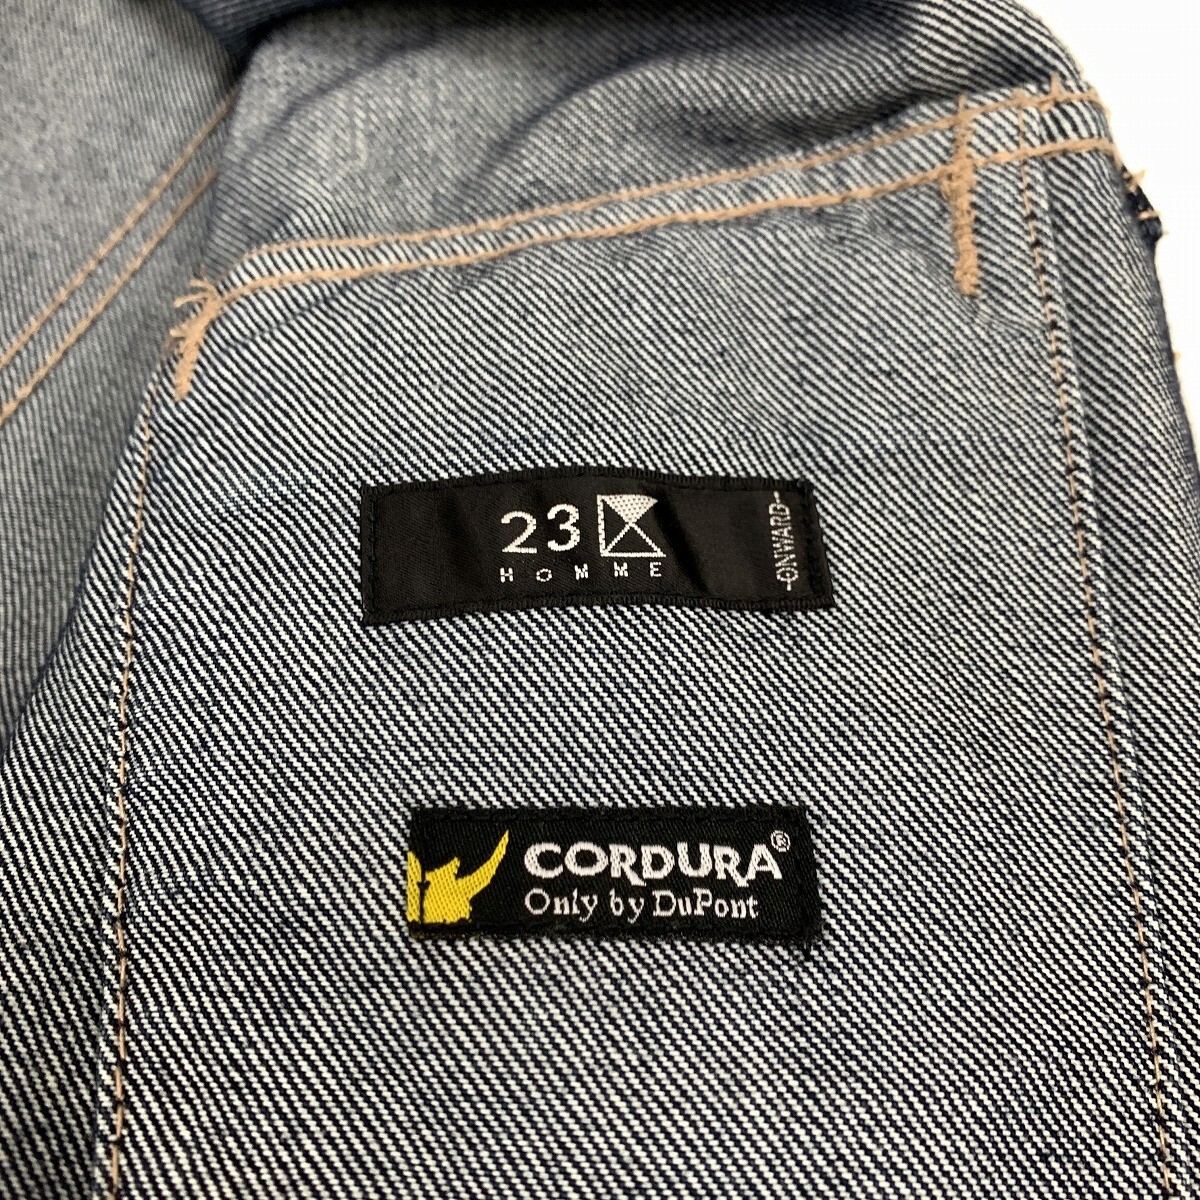 23
HOMME
ONWARD
CORDURA®
Only by DuPont